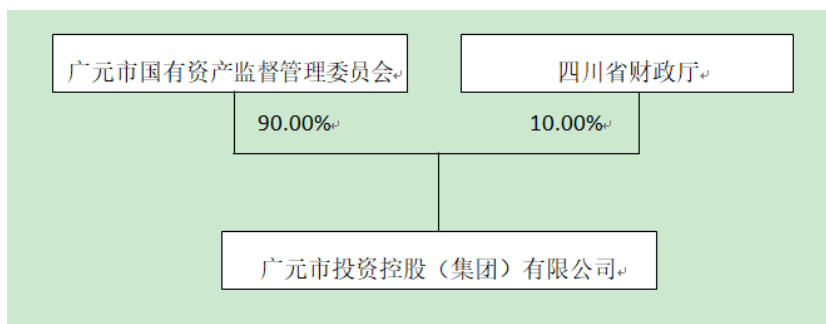 广元市国有资产监督管理委员会
四川省财政厅
90.00%
10.00%
广元市投资控股（集团）有限公司